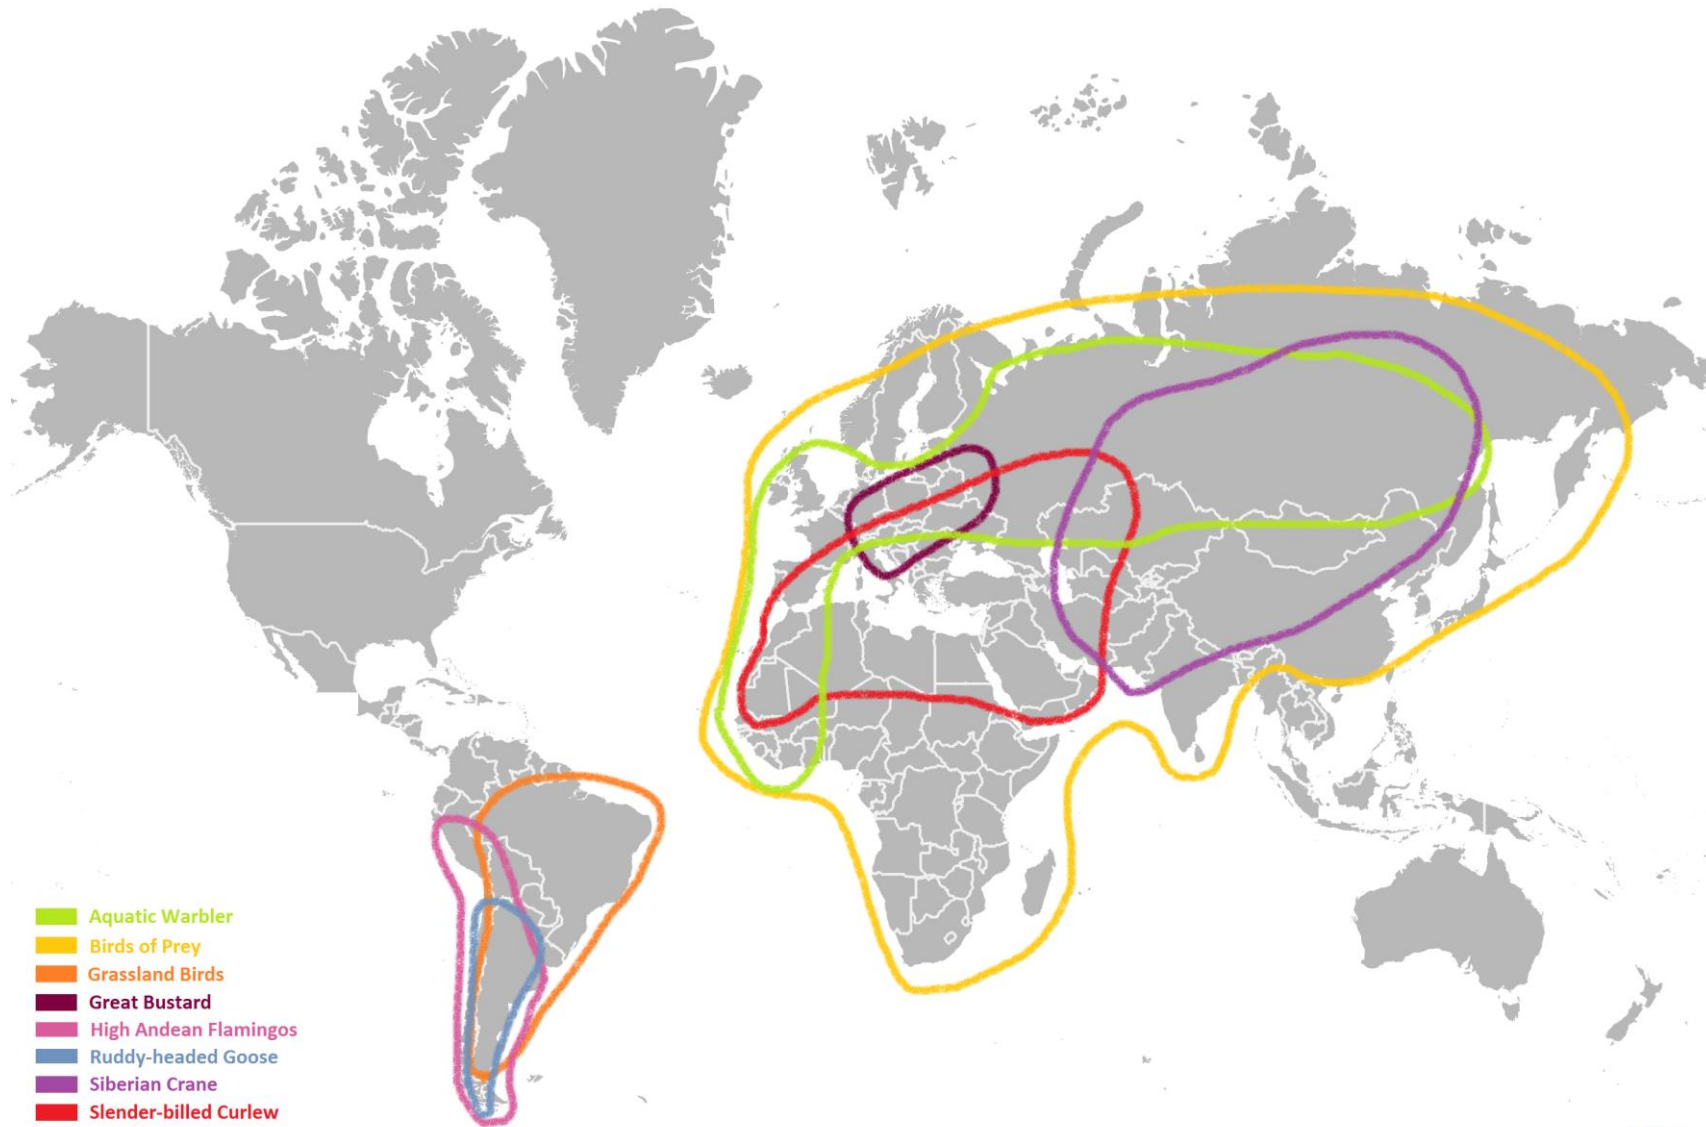 Aquatic Warbler
Birds of Prey
Grassland Birds
Great Bustard
High Andean Flamingos
Ruddy-headed Goose
Siberian Crane
Slender-billed Curlew